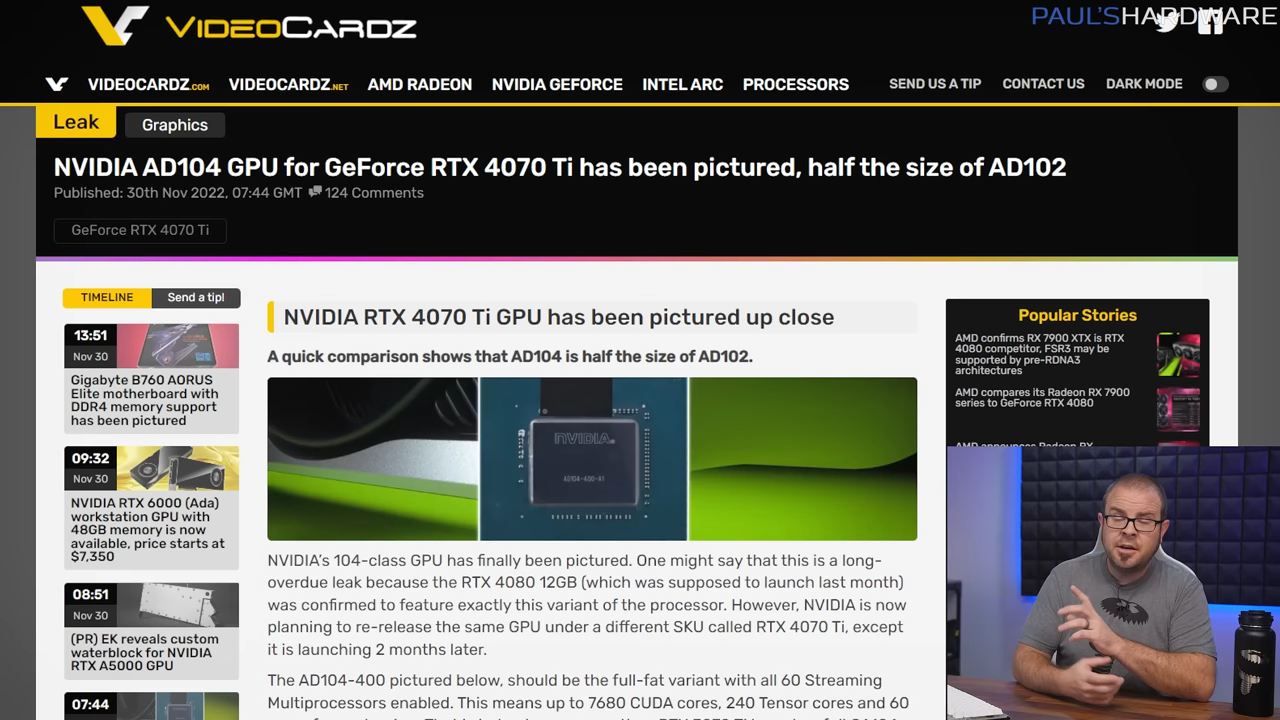 PAUL'SHARDWARE
VIDEOCARDZ
VIDEOCARDZ.COM VIDEOCARDZ.NET AMD RADEON NVIDIA GEFORCE INTEL ARC PROCESSORS SEND US A TIP CONTACT US DARK MODE
Leak Graphics
NVIDIA AD104 GPU for GeForce RTX 4070 Ti has been pictured, half the size of AD102
Published: 30th Nov 2022, 07:44 GMT 124 Comments
GeForce RTX 4070 Ti
TIMELINE Send a tip!
13:51
Nov 30
Gigabyte B760 AORUS
Elite motherboard with
DDR4 memory support
has been pictured
09:32
Nov 30
NVIDIA RTX 6000 (Ada)
workstation GPU with
48GB memory is now
available, price starts at
$7,350
08:51
Nov 30
(PR) EK reveals custom
waterblock for NVIDIA
RTX A5000 GPU
07:44
NVIDIA RTX 4070 Ti GPU has been pictured up close
A quick comparison shows that AD104 is half the size of AD102.
NVIDIA
AD104-400-A1
NVIDIA's 104-class GPU has finally been pictured. One might say that this is a long-
overdue leak because the RTX 4080 12GB (which was supposed to launch last month)
was confirmed to feature exactly this variant of the processor. However, NVIDIA is now
planning to re-release the same GPU under a different SKU called RTX 4070 Ti, except
it is launching 2 months later.
The AD104-400 pictured below, should be the full-fat variant with all 60 Streaming
Multiprocessors enabled. This means up to 7680 CUDA cores, 240 Tensor cores and 60
Popular Stories
AMD confirms RX 7900 XTX is RTX
4080 competitor, FSR3 may be
supported by pre-RDNA3
architectures
AMD compares its Radeon RX 7900
series to GeForce RTX 4080